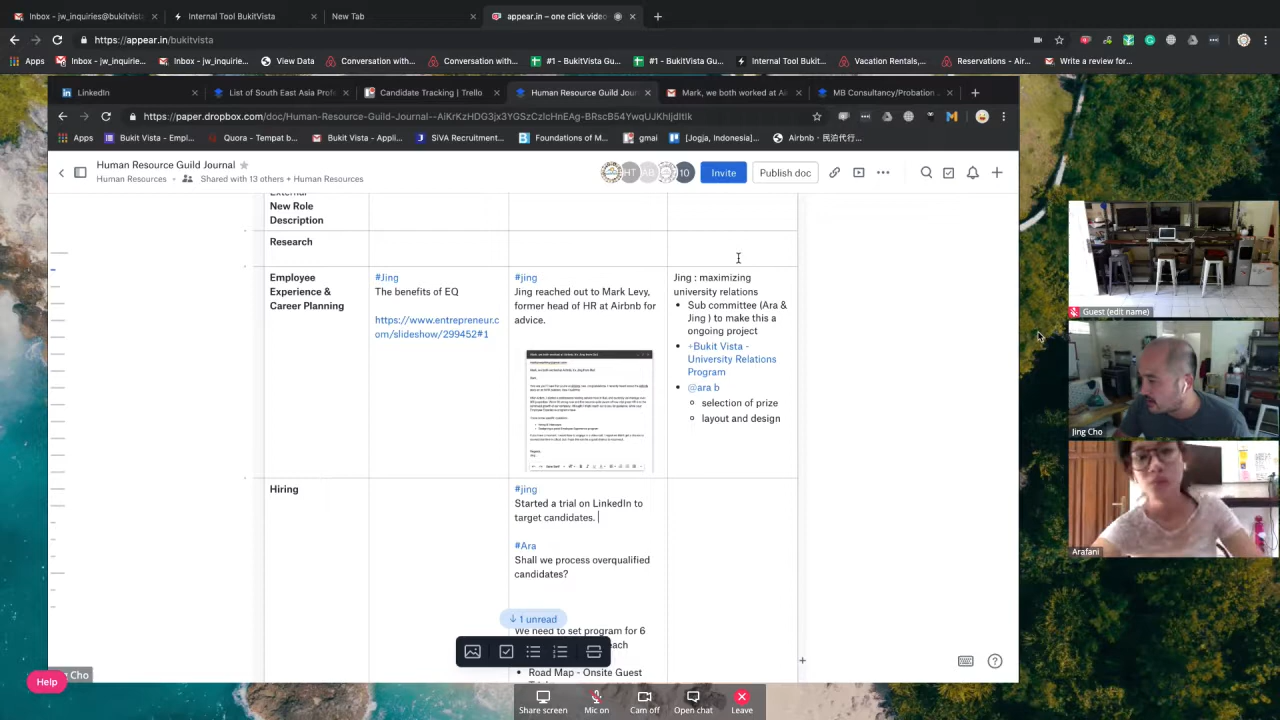 Inbox - jw_inquiries@bukitvista
Internal Tool BukitVista
New Tab
appear.in – one click video
https://appear.in/bukitvista
Inbox - jw_inquirie...
Inbox - jw_inquirie...
View Data
Conversation with...
Conversation with...
#1 - BukitVista Gu...
#1 - BukitVista Gu...
Internal Tool Bukit...
Vacation Rentals,...
Reservations - Air...
Write a review for...
LinkedIn
List of South East Asia Profe
Candidate Tracking | Trello
Human Resource Guild Jour
Mark, we both worked at Ai
MB Consultancy/Probation
https://paper.dropbox.com/doc/Human-Resource-Guild-Journal--AiKrKzHDG3jx3YGSzCzlcHnEAg-BRscB54YwqUJKhIjdItik
Apps
Bukit Vista - Empl...
Quora - Tempat b...
Bukit Vista - Appli...
SiVA Recruitment...
Foundations of M...
gmai
[Jogja, Indonesia]...
Airbnb - 民泊代行...
Human Resource Guild Journal
Human Resources • Shared with 13 others + Human Resources
HT
AB
10
Invite
Publish doc
External
New Role
Description
Research
Employee
Experience &
Career Planning
#Jing
The benefits of EQ
https://www.entrepreneur.c
om/slideshow/299452#1
#jing
Jing reached out to Mark Levy,
former head of HR at Airbnb for
advice.
Jing : maximizing
university relations
Sub committee (Ara &
Jing ) to make this a
ongoing project
+Bukit Vista -
University Relations
Program
@ara b
selection of prize
layout and design
Hiring
#jing
Started a trial on LinkedIn to
target candidates.
#Ara
Shall we process overqualified
candidates?
1 unread
We need to set program for 6
each
Road Map - Onsite Guest
Guest (edit name)
Jing Cho
Arafani
Cho
Help
Share screen
Mic on
Cam off
Open chat
Leave